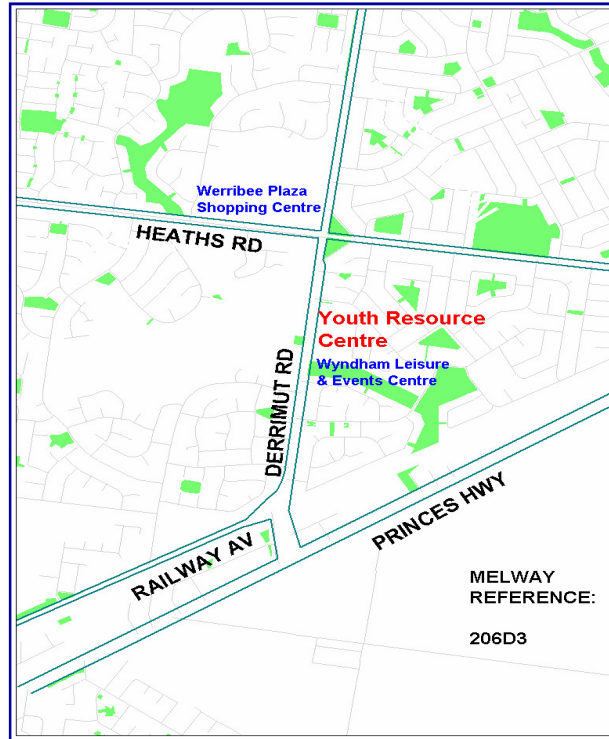 Werribee Plaza
Shopping Centre
HEATHS RD
Youth Resource
Centre
Wyndham Leisure
& Events Centre
DERRIMUT RD
PRINCES HWY
RAILWAY AV
MELWAY
REFERENCE:
206D3